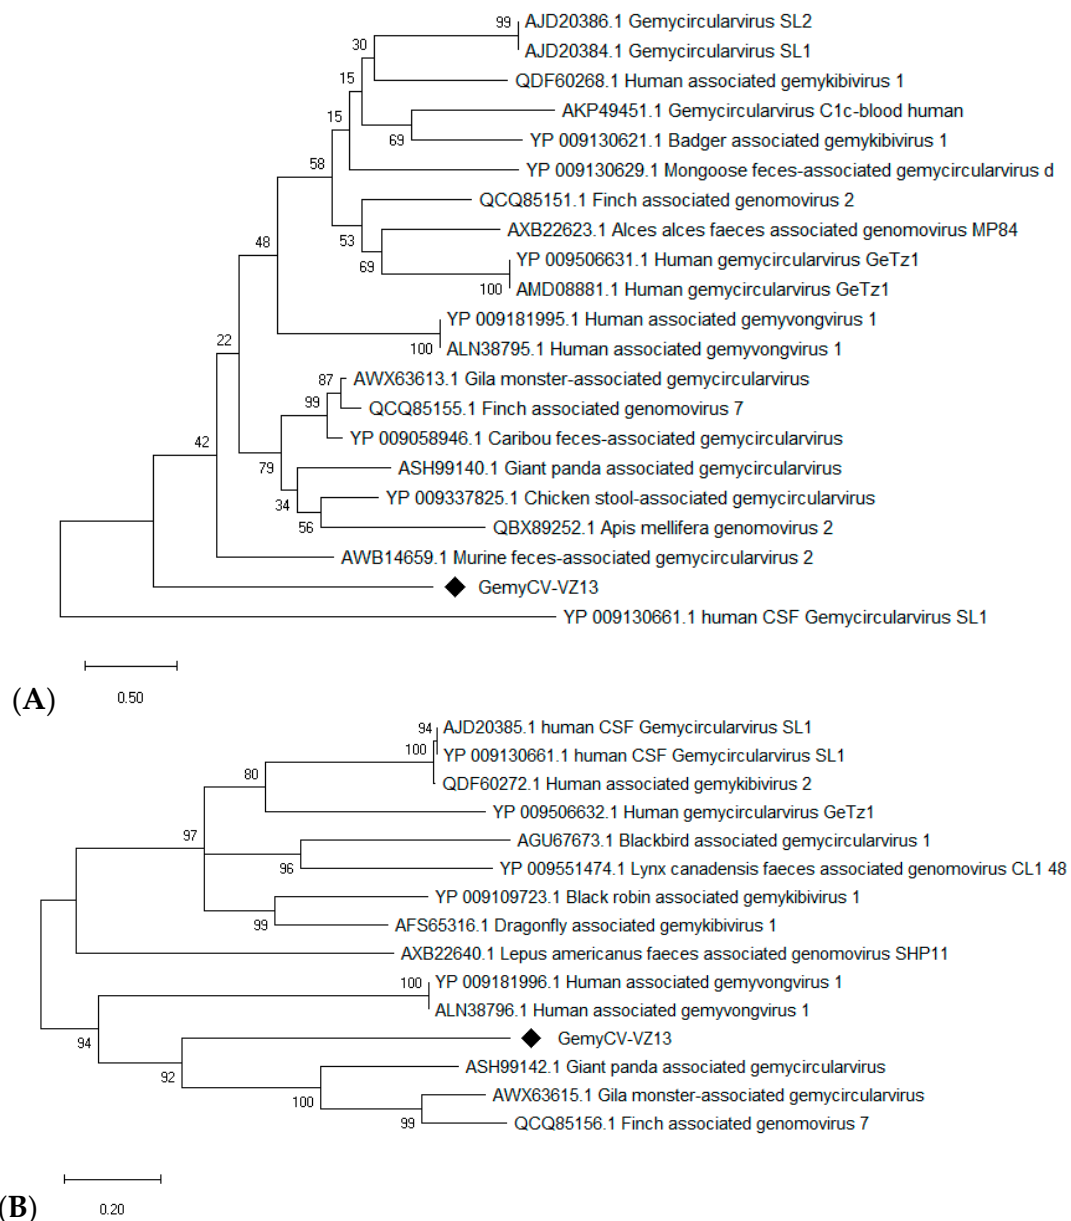 99 AJD20386.1 Gemycircularvirus SL2
30
AJD20384.1 Gemycircularvirus SL1
15 QDF60268.1 Human associated gemykibivirus 1
15 AKP49451.1 Gemycircularvirus C1c-blood human
69 YP 009130621.1 Badger associated gemykibivirus 1
58 YP 009130629.1 Mongoose feces-associated gemycircularvirus d
QCQ85151.1 Finch associated genomovirus 2
48 53 AXB22623.1 Alces alces faeces associated genomovirus MP84
69 YP 009506631.1 Human gemycircularvirus GeTz1
100 AMD08881.1 Human gemycircularvirus GeTz1
YP 009181995.1 Human associated gemyvongvirus 1
22 100 ALN38795.1 Human associated gemyvongvirus 1
87 AWX63613.1 Gila monster-associated gemycircularvirus
99 QCQ85155.1 Finch associated genomovirus 7
42 YP 009058946.1 Caribou feces-associated gemycircularvirus
79 ASH99140.1 Giant panda associated gemycircularvirus
34 YP 009337825.1 Chicken stool-associated gemycircularvirus
56 QBX89252.1 Apis mellifera genomovirus 2
AWB14659.1 Murine feces-associated gemycircularvirus 2
GemyCV-VZ13
YP 009130661.1 human CSF Gemycircularvirus SL1
0.50
(A)
94 AJD20385.1 human CSF Gemycircularvirus SL1
100 YP 009130661.1 human CSF Gemycircularvirus SL1
80 QDF60272.1 Human associated gemykibivirus 2
YP 009506632.1 Human gemycircularvirus GeTz1
97 AGU67673.1 Blackbird associated gemycircularvirus 1
96 YP 009551474.1 Lynx canadensis faeces associated genomovirus CL1 48
YP 009109723.1 Black robin associated gemykibivirus 1
99 AFS65316.1 Dragonfly associated gemykibivirus 1
AXB22640.1 Lepus americanus faeces associated genomovirus SHP11
100 YP 009181996.1 Human associated gemyvongvirus 1
ALN38796.1 Human associated gemyvongvirus 1
94 GemyCV-VZ13
92 ASH99142.1 Giant panda associated gemycircularvirus
100 AWX63615.1 Gila monster-associated gemycircularvirus
99 QCQ85156.1 Finch associated genomovirus 7
0.20
(B)